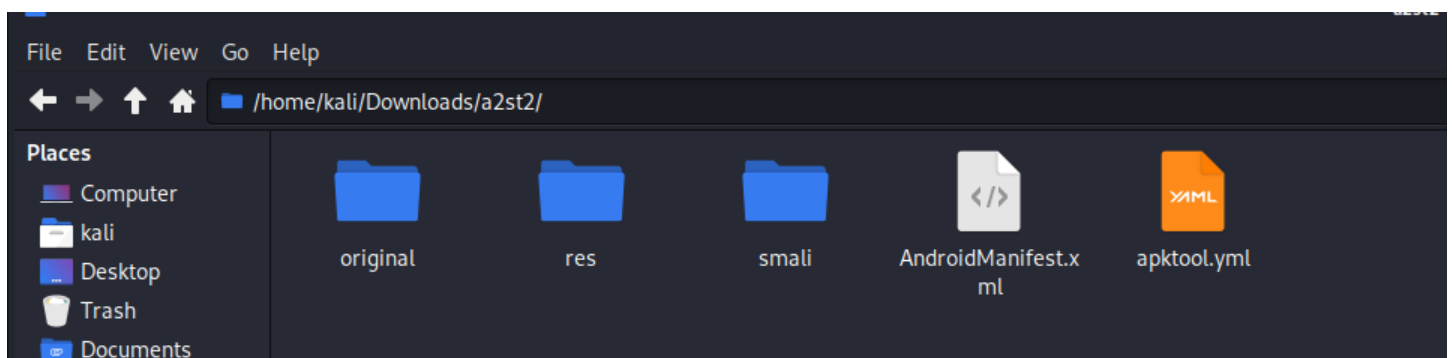 File Edit View Go Help
/home/kali/Downloads/a2st2/
Places
Computer
kali
Desktop
Trash
Documents
original
res
smali
AndroidManifest.x
ml
YAML
apktool.yml